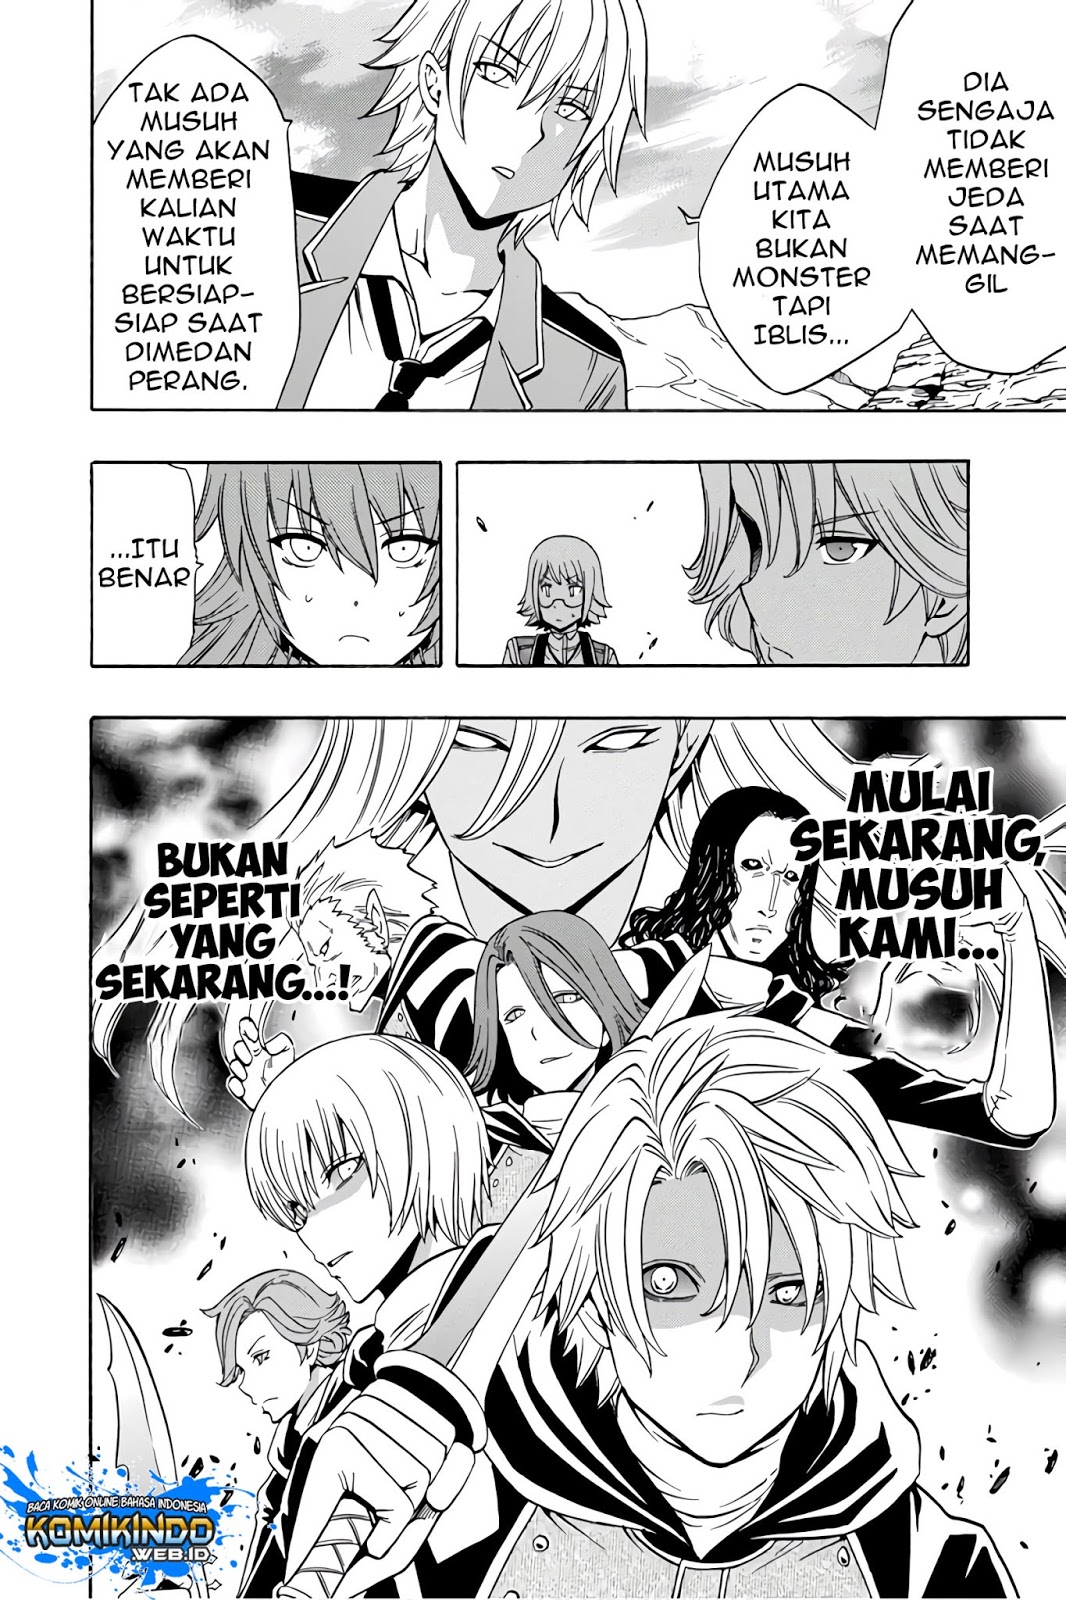 DIA
SENGAJA
TIDAK
MEMBERI
JEDA
SAAT
MEMANG-
GIL
MUSUH
UTAMA
KITA
BUKAN
MONSTER
TAPI
IBLIS...
TAK ADA
MUSUH
YANG AKAN
MEMBERI
KALIAN
WAKTU
UNTUK
BERSIAP-
SIAP SAAT
DIMEDAN
PERANG.
...ITU
BENAR
MULAI
SEKARANG,
MUSUH
KAMI...
BUKAN
SEPERTI
YANG
SEKARANG...!
BACA KOMIK ONLINE BAHASA INDONESIA
KOMIKINDO
WEB.ID